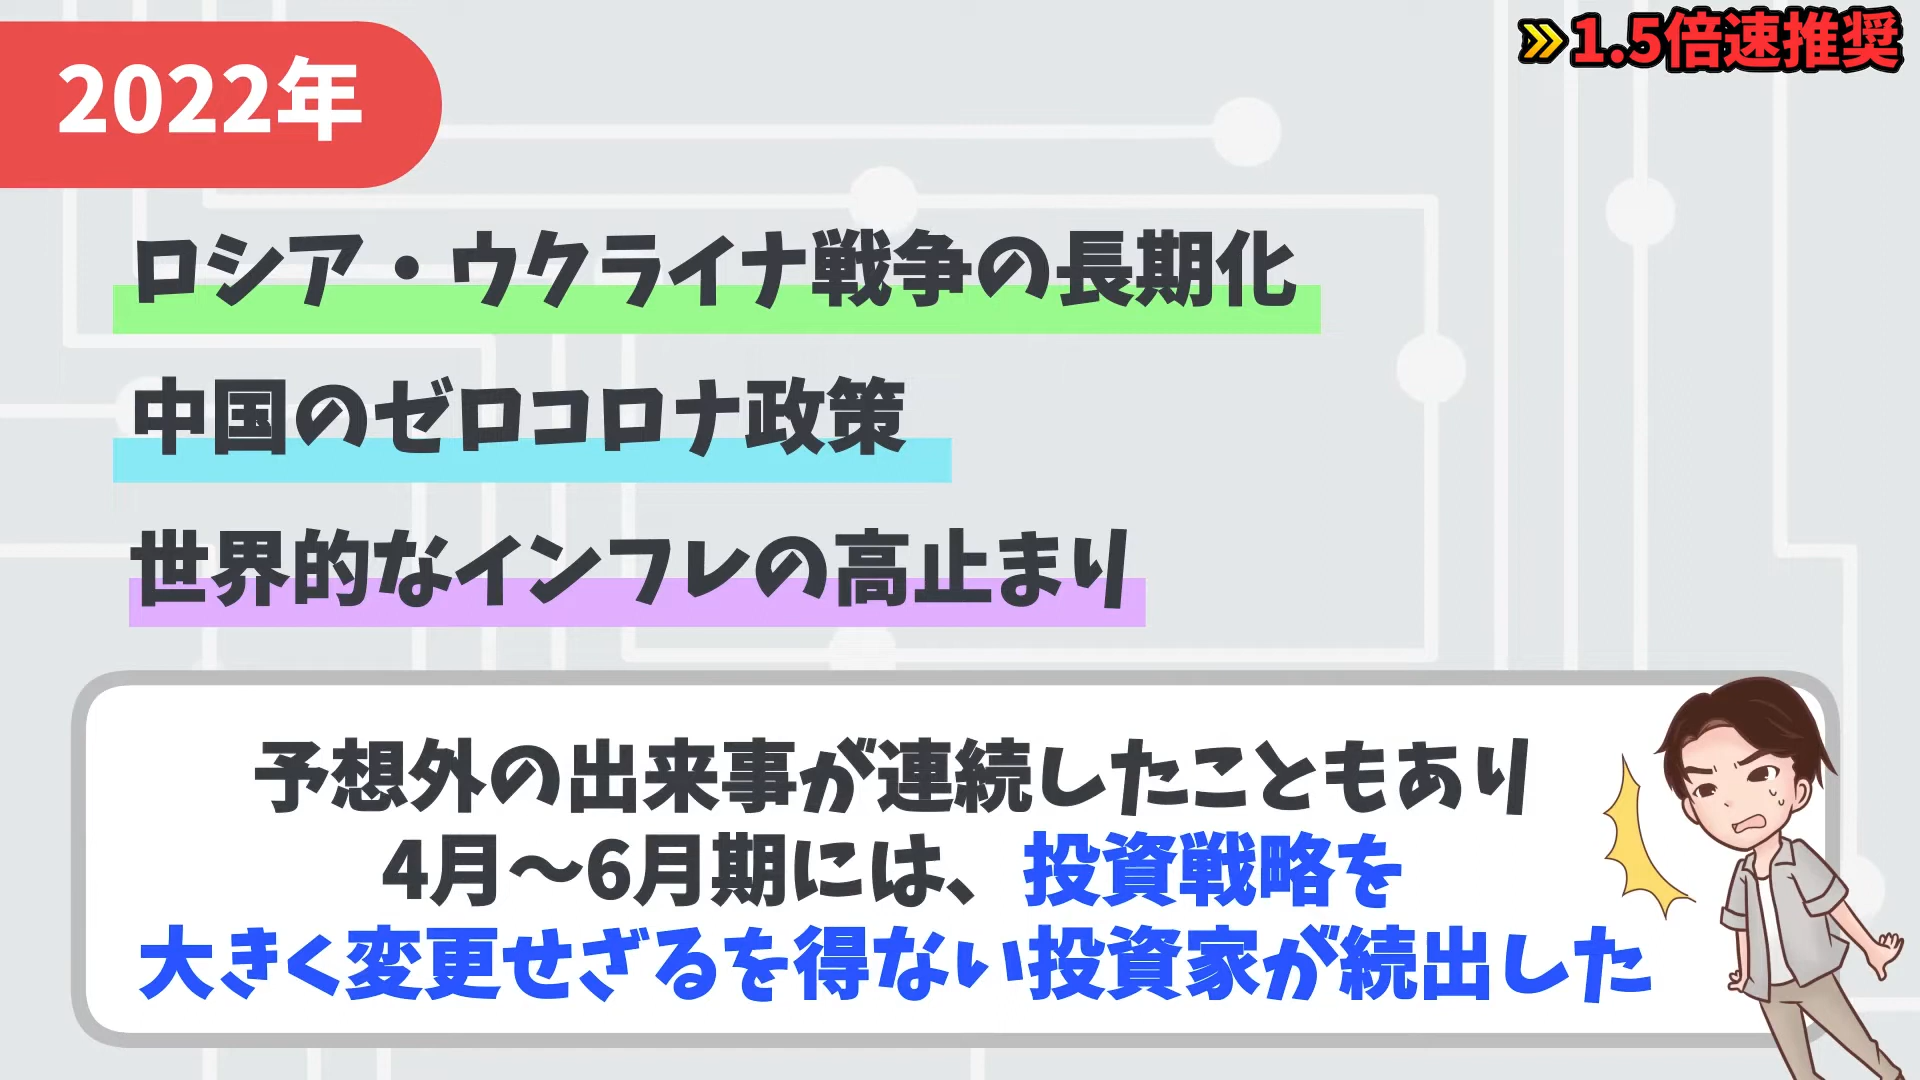 2022年
1.5倍速推奨
ロシア・ウクライナ戦争の長期化
中国のゼロコロナ政策
世界的なインフレの高止まり
予想外の出来事が連続したこともあり
4月〜6月期には、投資戦略を
大きく変更せざるを得ない投資家が続出した